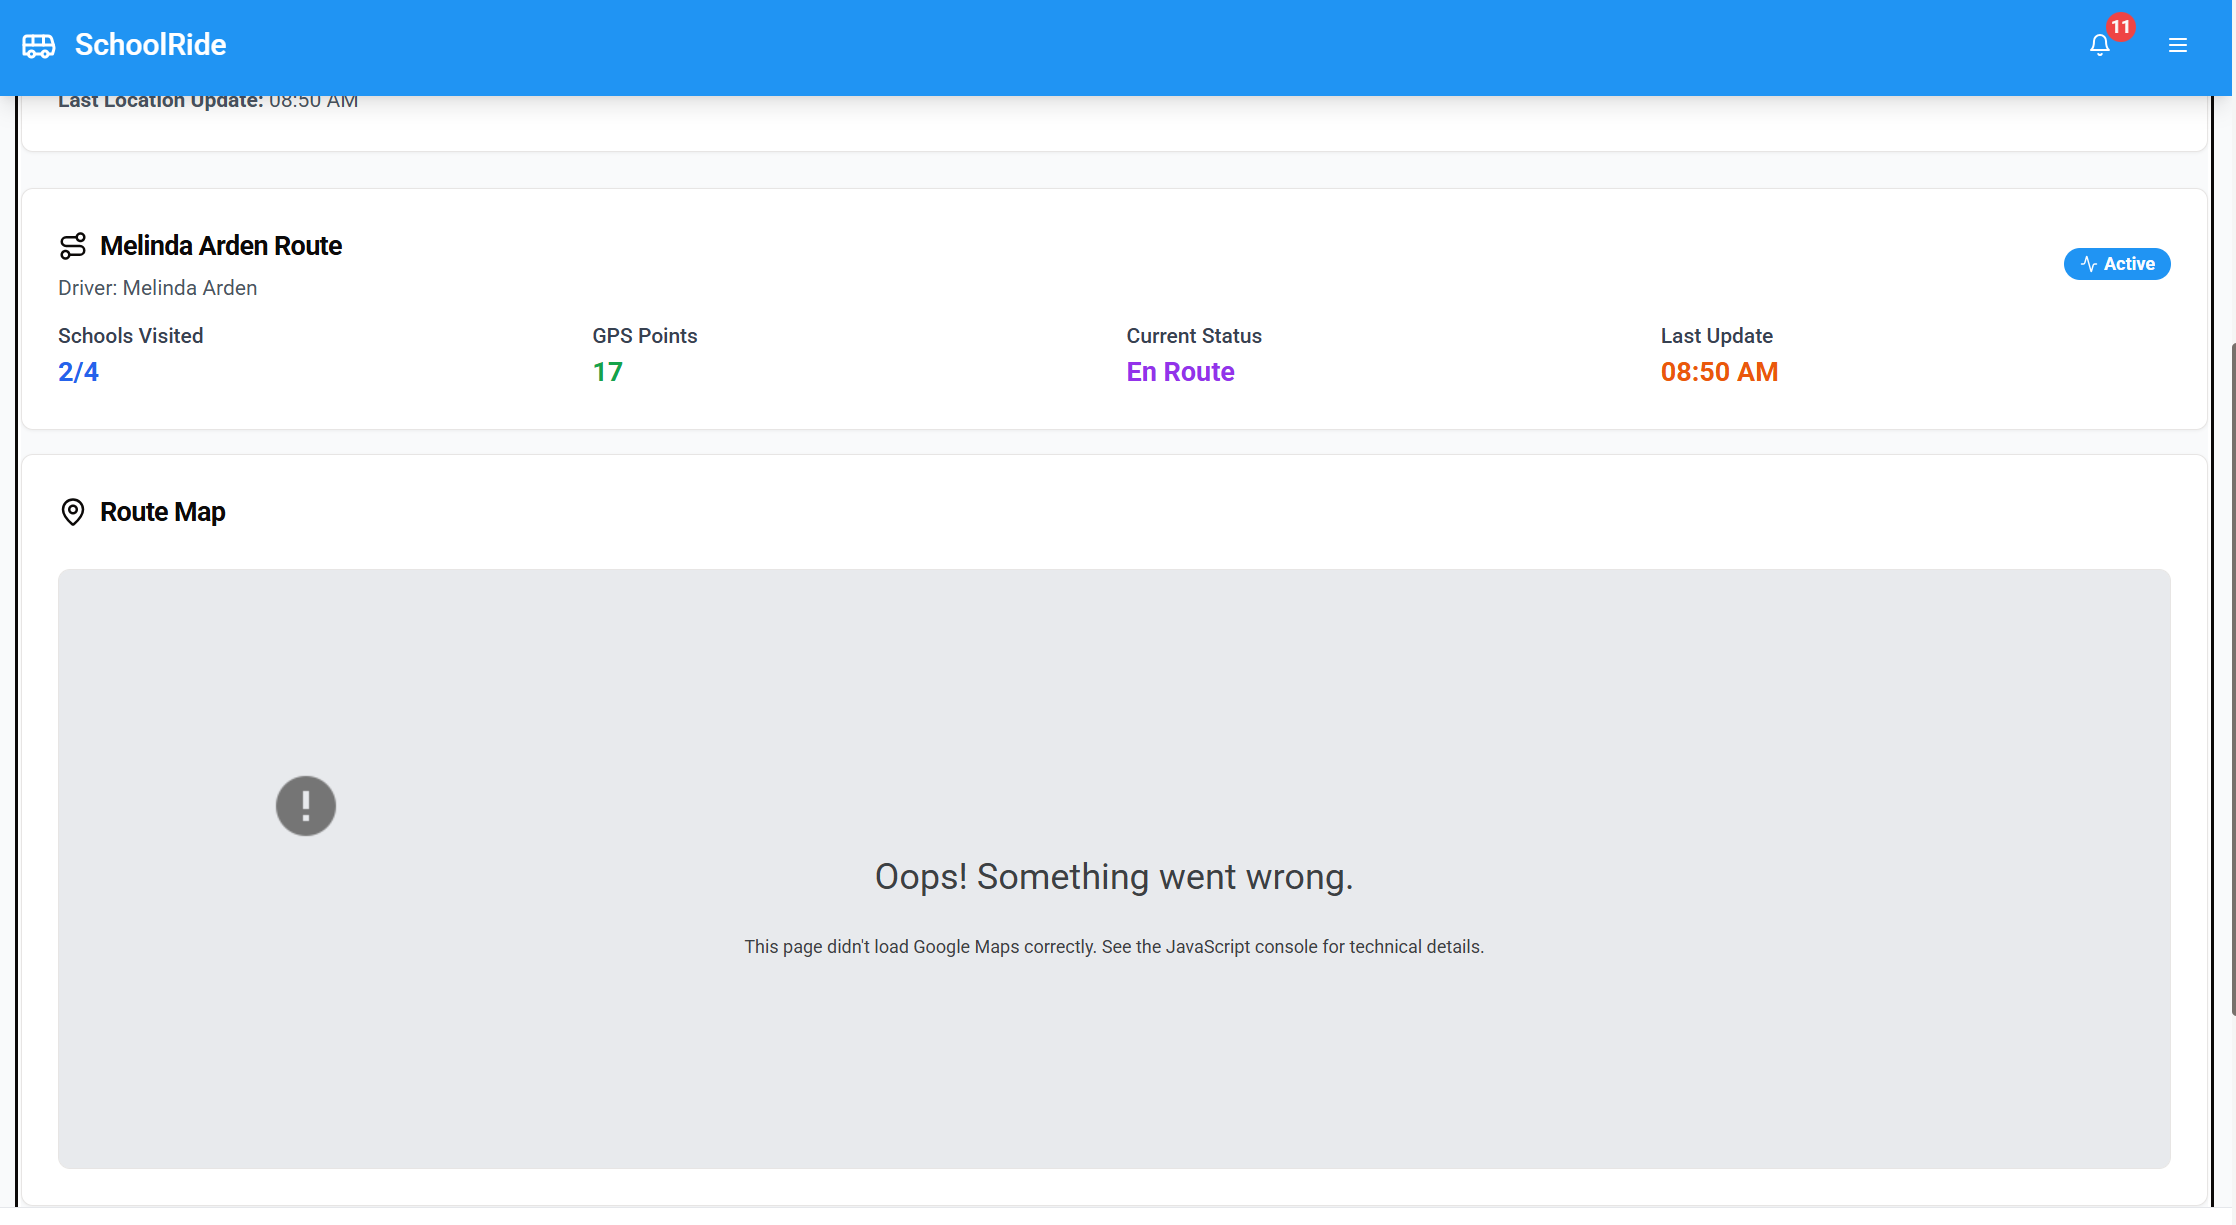 SchoolRide
11
Last Location Update: 08:50 AM
Melinda Arden Route
Active
Driver: Melinda Arden
Schools Visited
2/4
GPS Points
17
Current Status
En Route
Last Update
08:50 AM
Route Map
Oops! Something went wrong.
This page didn't load Google Maps correctly. See the JavaScript console for technical details.